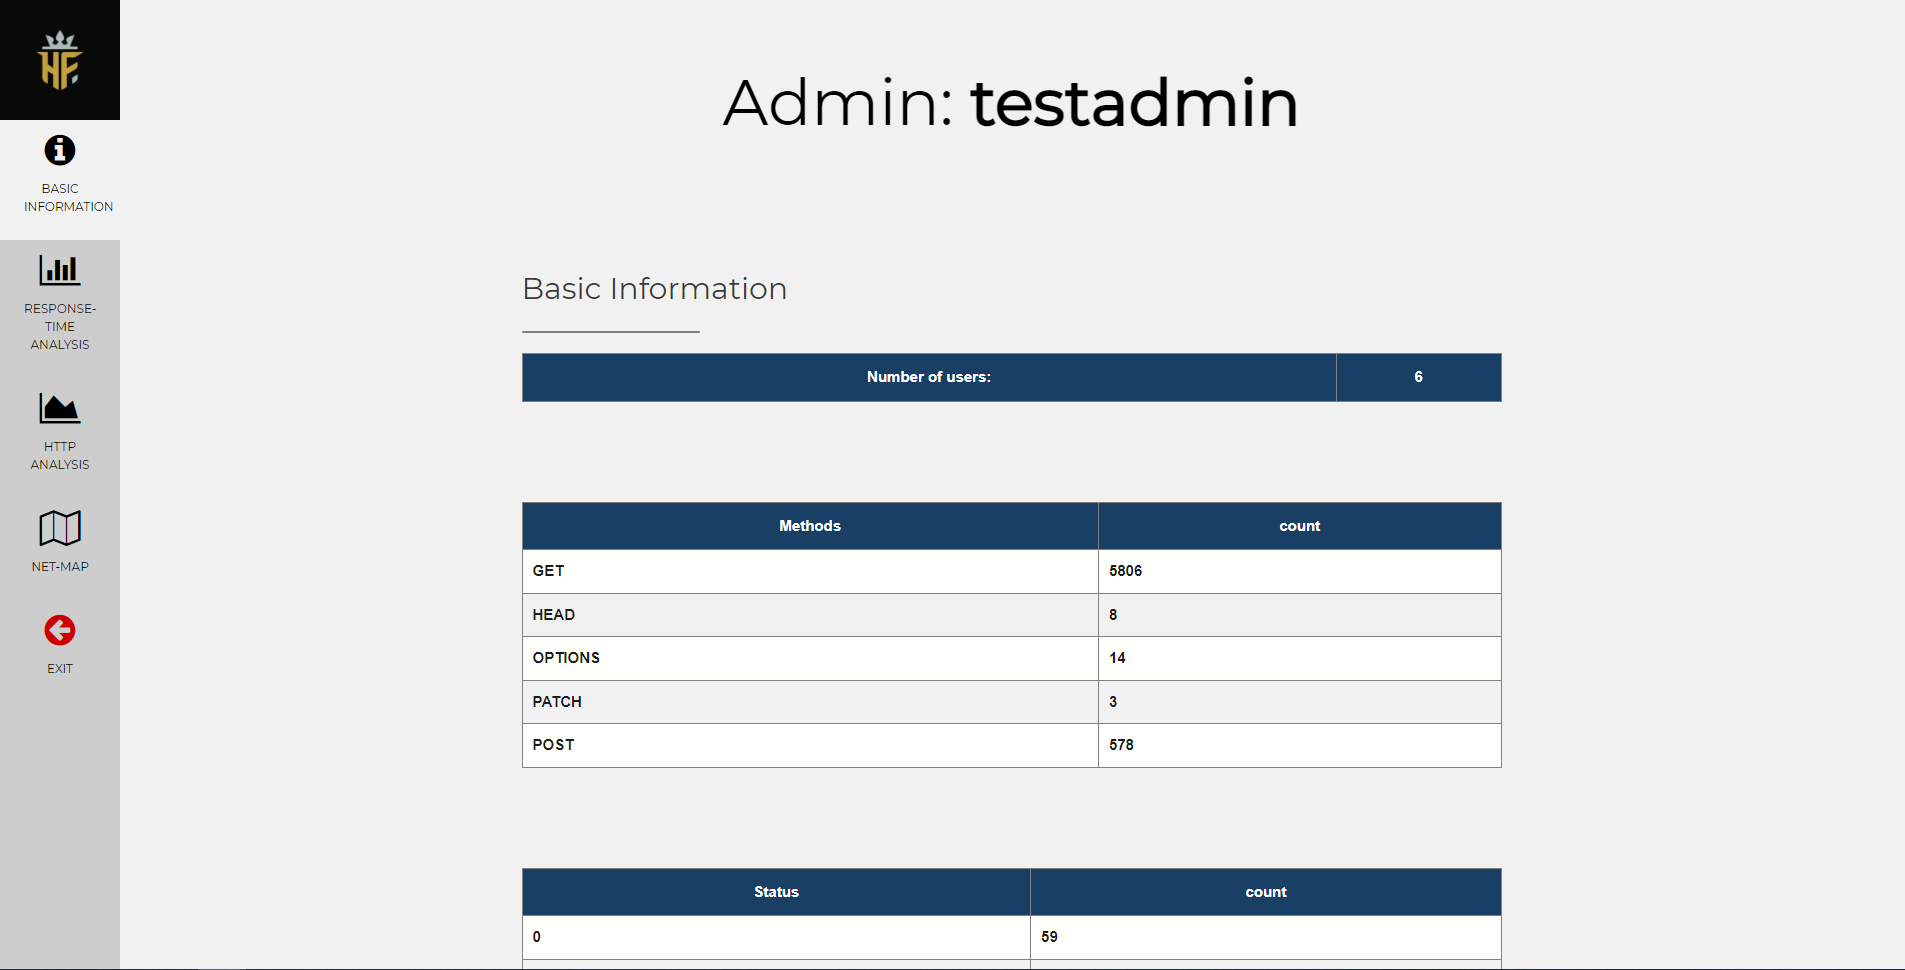 HF
BASIC
INFORMATION
RESPONSE-
TIME
ANALYSIS
HTTP
ANALYSIS
NET-MAP
EXIT
Admin: testadmin
Basic Information
Number of users: 6
Methods count
GET 5806
HEAD 8
OPTIONS 14
PATCH 3
POST 578
Status count
0 59